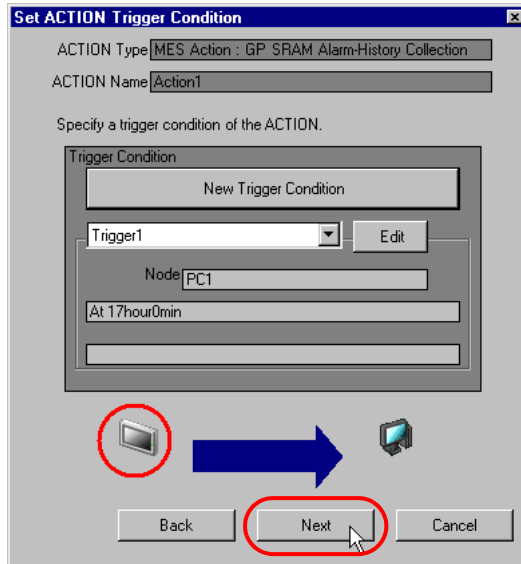 Set ACTION Trigger Condition
ACTION Type MES Action : GP SRAM Alarm-History Collection
ACTION Name Action1
Specify a trigger condition of the ACTION.
Trigger Condition
New Trigger Condition
Trigger1 Edit
Node PC1
At 17hour0min
Back Next Cancel